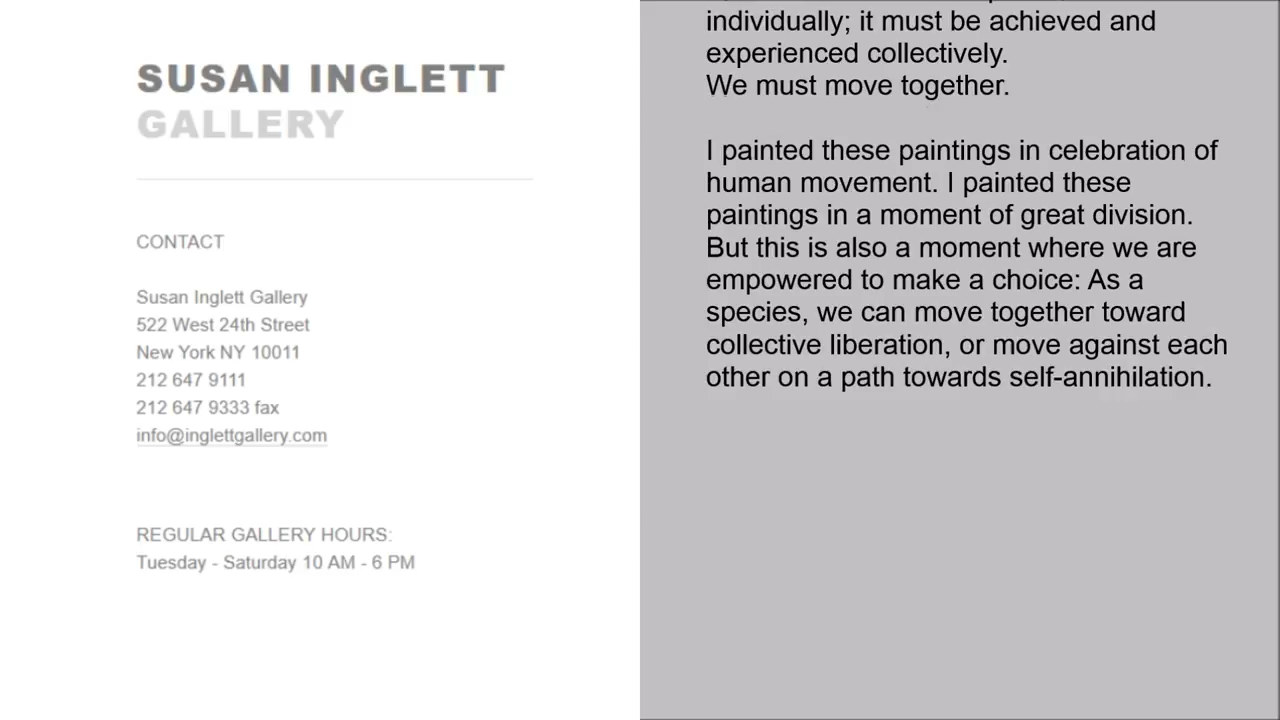 SUSAN INGLETT
GALLERY
CONTACT
Susan Inglett Gallery
522 West 24th Street
New York NY 10011
212 647 9111
212 647 9333 fax
info@inglettgallery.com
REGULAR GALLERY HOURS:
Tuesday - Saturday 10 AM - 6 PM
individually; it must be achieved and
experienced collectively.
We must move together.
I painted these paintings in celebration of
human movement. I painted these
paintings in a moment of great division.
But this is also a moment where we are
empowered to make a choice: As a
species, we can move together toward
collective liberation, or move against each
other on a path towards self-annihilation.